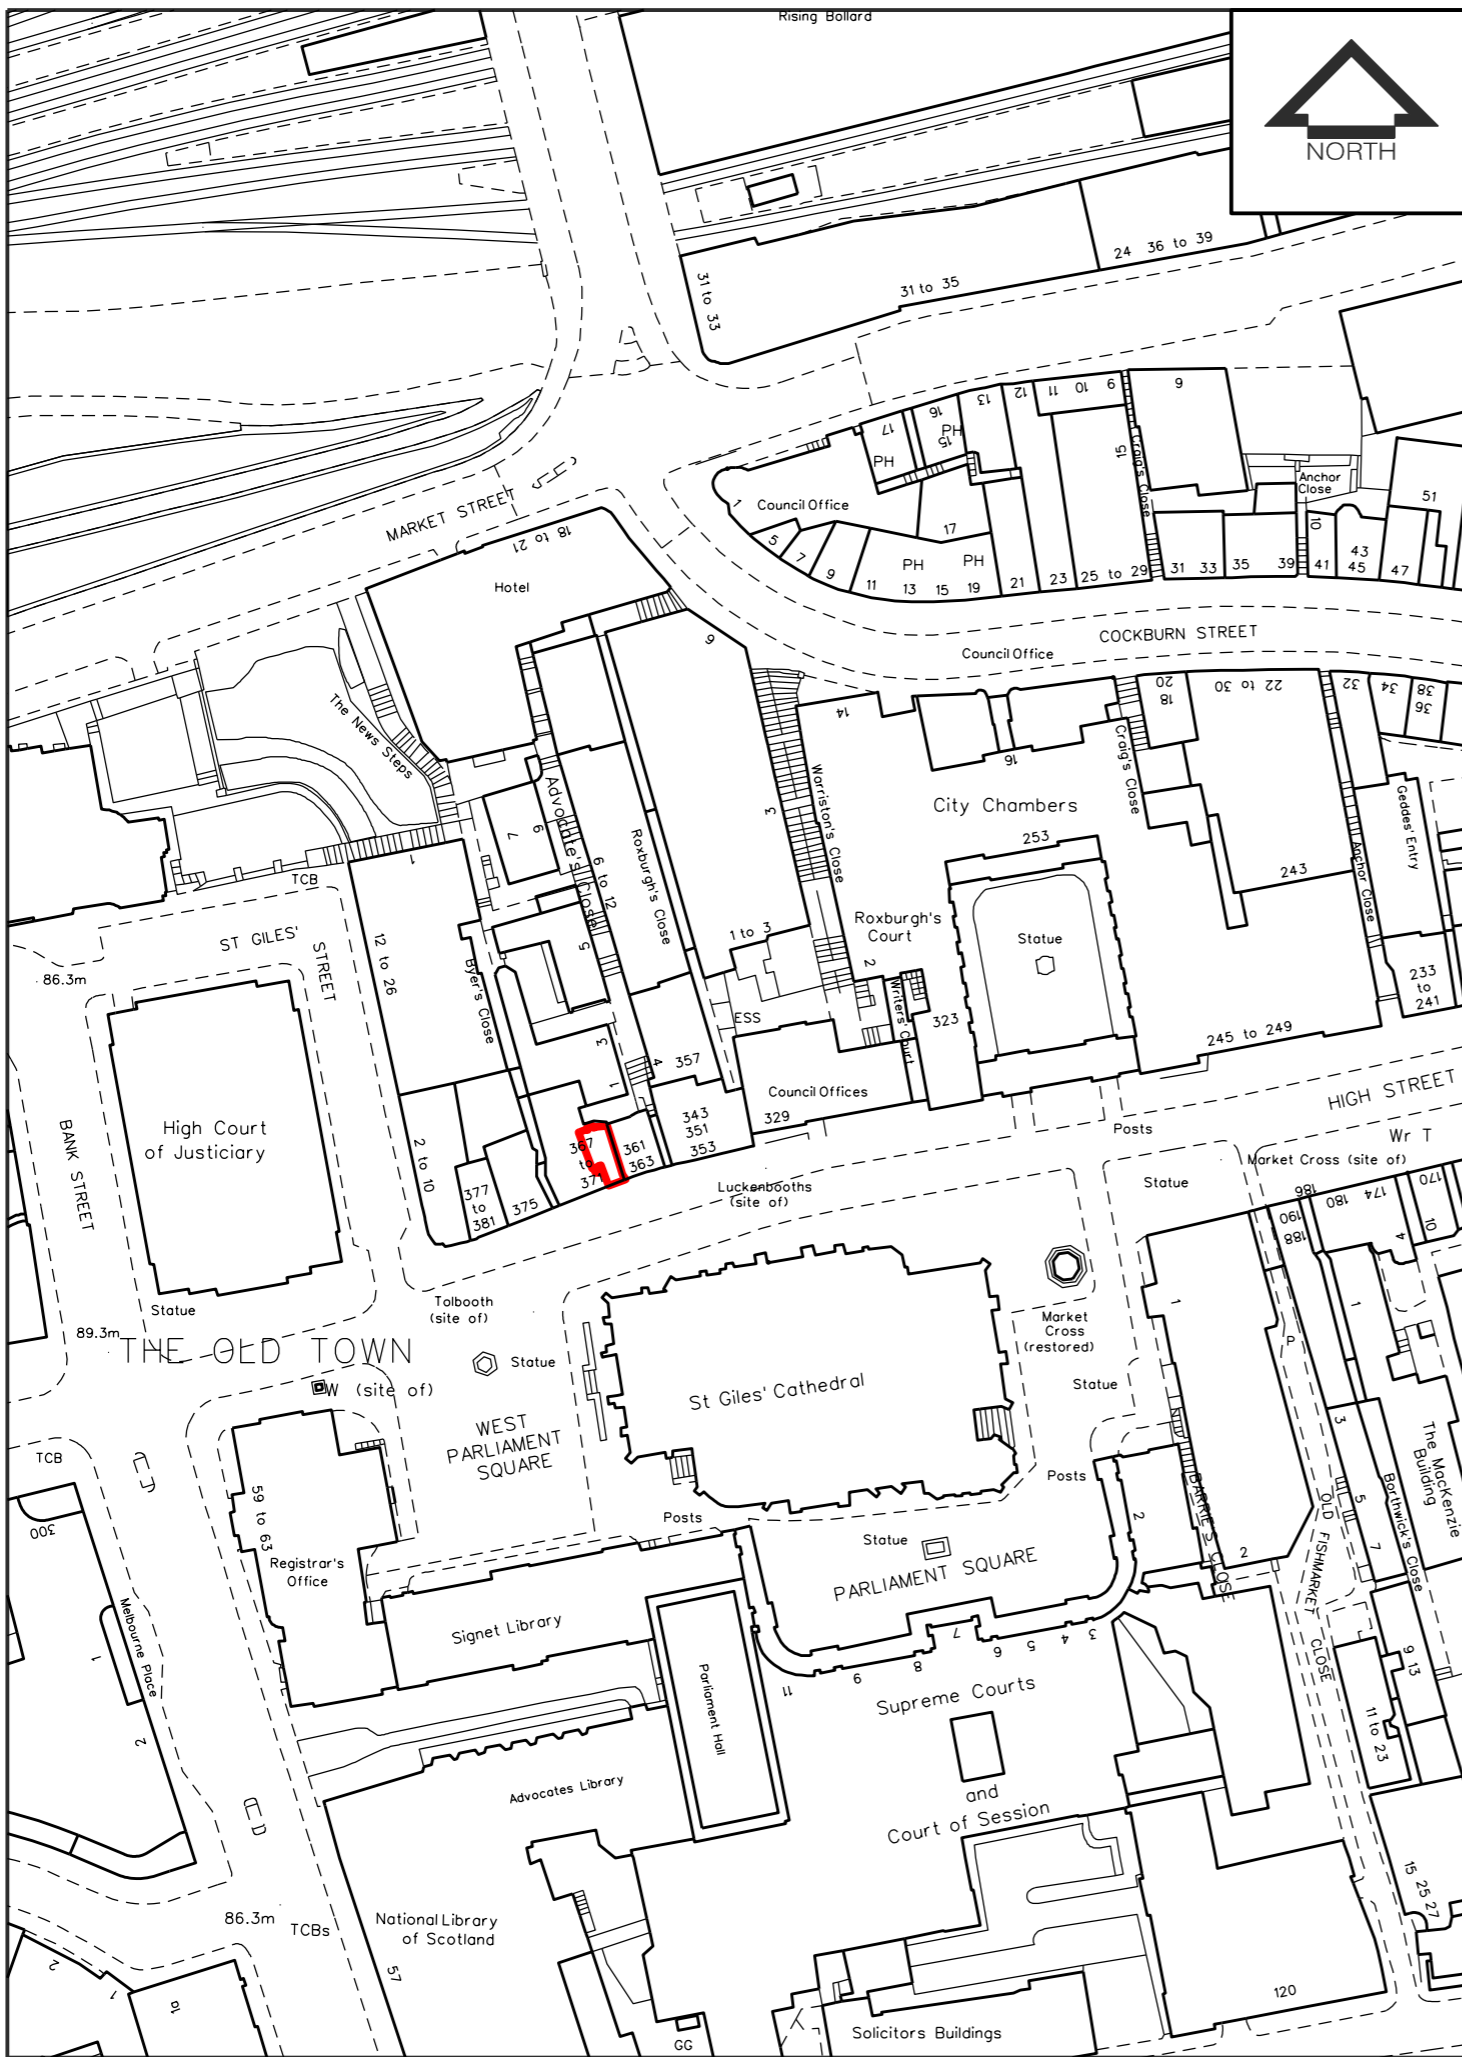 Rising Bollard
NORTH
24 36 to 39
31 to 35
31 to 33
MARKET STREET
18 to 21
Hotel
Council Office
1
5
7
9
11
13
15
19
17
PH
PH
PH
PH
17
16
15
13
12
11
10
9
6
15
Craig's Close
Anchor
Close
10
51
21
23
25 to 29
31
33
35
39
41
43
45
47
COCKBURN STREET
Council Office
The News Steps
9
14
16
20
18
22 to 30
32
34
38
36
Craig's Close
City Chambers
253
243
Anchor Close
Geddes' Entry
Warriston's Close
3
Advocate's Close
7
6
6 to 12
Roxburgh's Close
1
TCB
ST GILES'
STREET
12 to 26
Byer's Close
5
3
1
4
1 to 3
ESS
Roxburgh's
Court
2
Writers' Court
323
Statue
233
to
241
245 to 249
HIGH STREET
86.3m
BANK STREET
High Court
of Justiciary
2 to 10
377
to
381
375
367
to
371
361
363
357
343
351
353
329
Council Offices
Posts
Wr T
Market Cross (site of)
Luckenbooths
(site of)
Statue
186
190
188
180
174
170
10
4
Statue
89.3m
THE OLD TOWN
Tolbooth
(site of)
Statue
W (site of)
St Giles' Cathedral
Market
Cross
(restored)
Statue
1
P
1
WEST
PARLIAMENT
SQUARE
TCB
300
59 to 63
Registrar's
Office
Posts
Posts
Statue
PARLIAMENT SQUARE
2
BARRIE'S CLOSE
2
OLD FISHMARKET CLOSE
3
5
7
Borthwick's Close
The MacKenzie
Building
Melbourne Place
1
2
Signet Library
Parliament Hall
11
9
8
7
6
5
4
3
Supreme Courts
and
Court of Session
9 13
11 to 23
Advocates Library
86.3m
TCBs
National Library
of Scotland
57
15 25 27
2
1
1a
GG
Solicitors Buildings
120